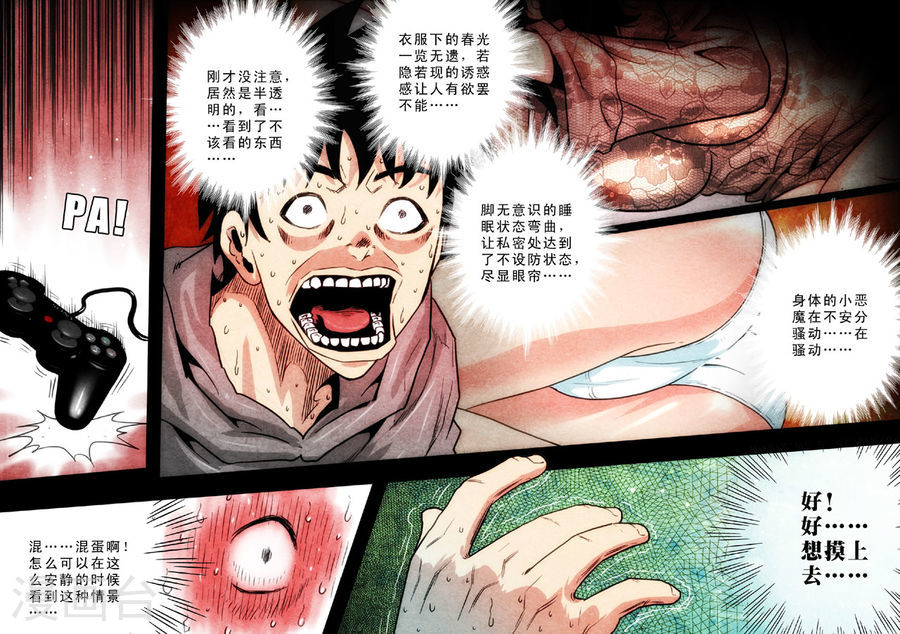 刚才没注意，
居然是半透
明的，看…
…看到了不
该看的东西
……
衣服下的春光
一览无遗，若
隐若现的诱惑
感让人有欲罢
不能……
PA!
脚无意识的睡
眠状态弯曲，
让私密处达到
了不设防状态，
尽显眼帘……
身体的小恶
魔在不安分
骚动……在
骚动……
混……混蛋啊！
怎么可以在这
么安静的时候
看到这种情景
……
好！
好……
想摸上
去……
漫画台